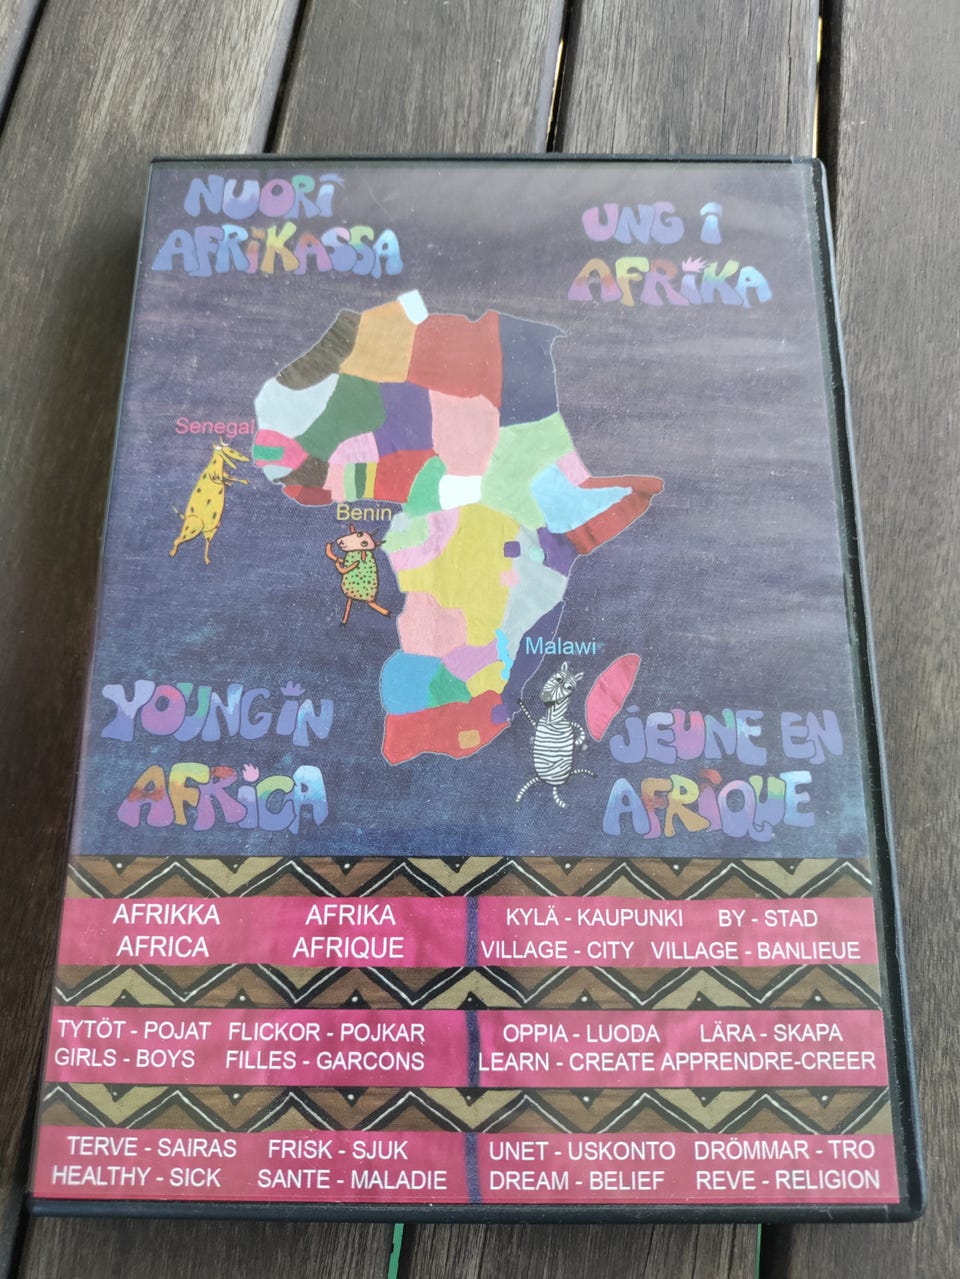 NUORI
AFRIKASSA
UNG I
AFRIKA
Senegal
Benin
Malawi
YOUNG IN
AFRICA
JEUNE EN
AFRIQUE
AFRIKKA AFRIKA
AFRICA AFRIQUE
KYLÄ - KAUPUNKI BY - STAD
VILLAGE - CITY VILLAGE - BANLIEUE
TYTÖT - POJAT FLICKOR - POJKAR
GIRLS - BOYS FILLES - GARCONS
OPPIA - LUODA LÄRA - SKAPA
LEARN - CREATE APPRENDRE-CREER
TERVE - SAIRAS FRISK - SJUK
HEALTHY - SICK SANTE - MALADIE
UNET - USKONTO DRÖMMAR - TRO
DREAM - BELIEF REVE - RELIGION